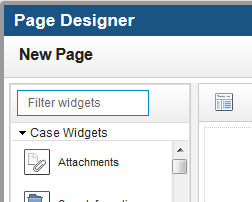 Page Designer
New Page
Filter widgets
Case Widgets
Attachments